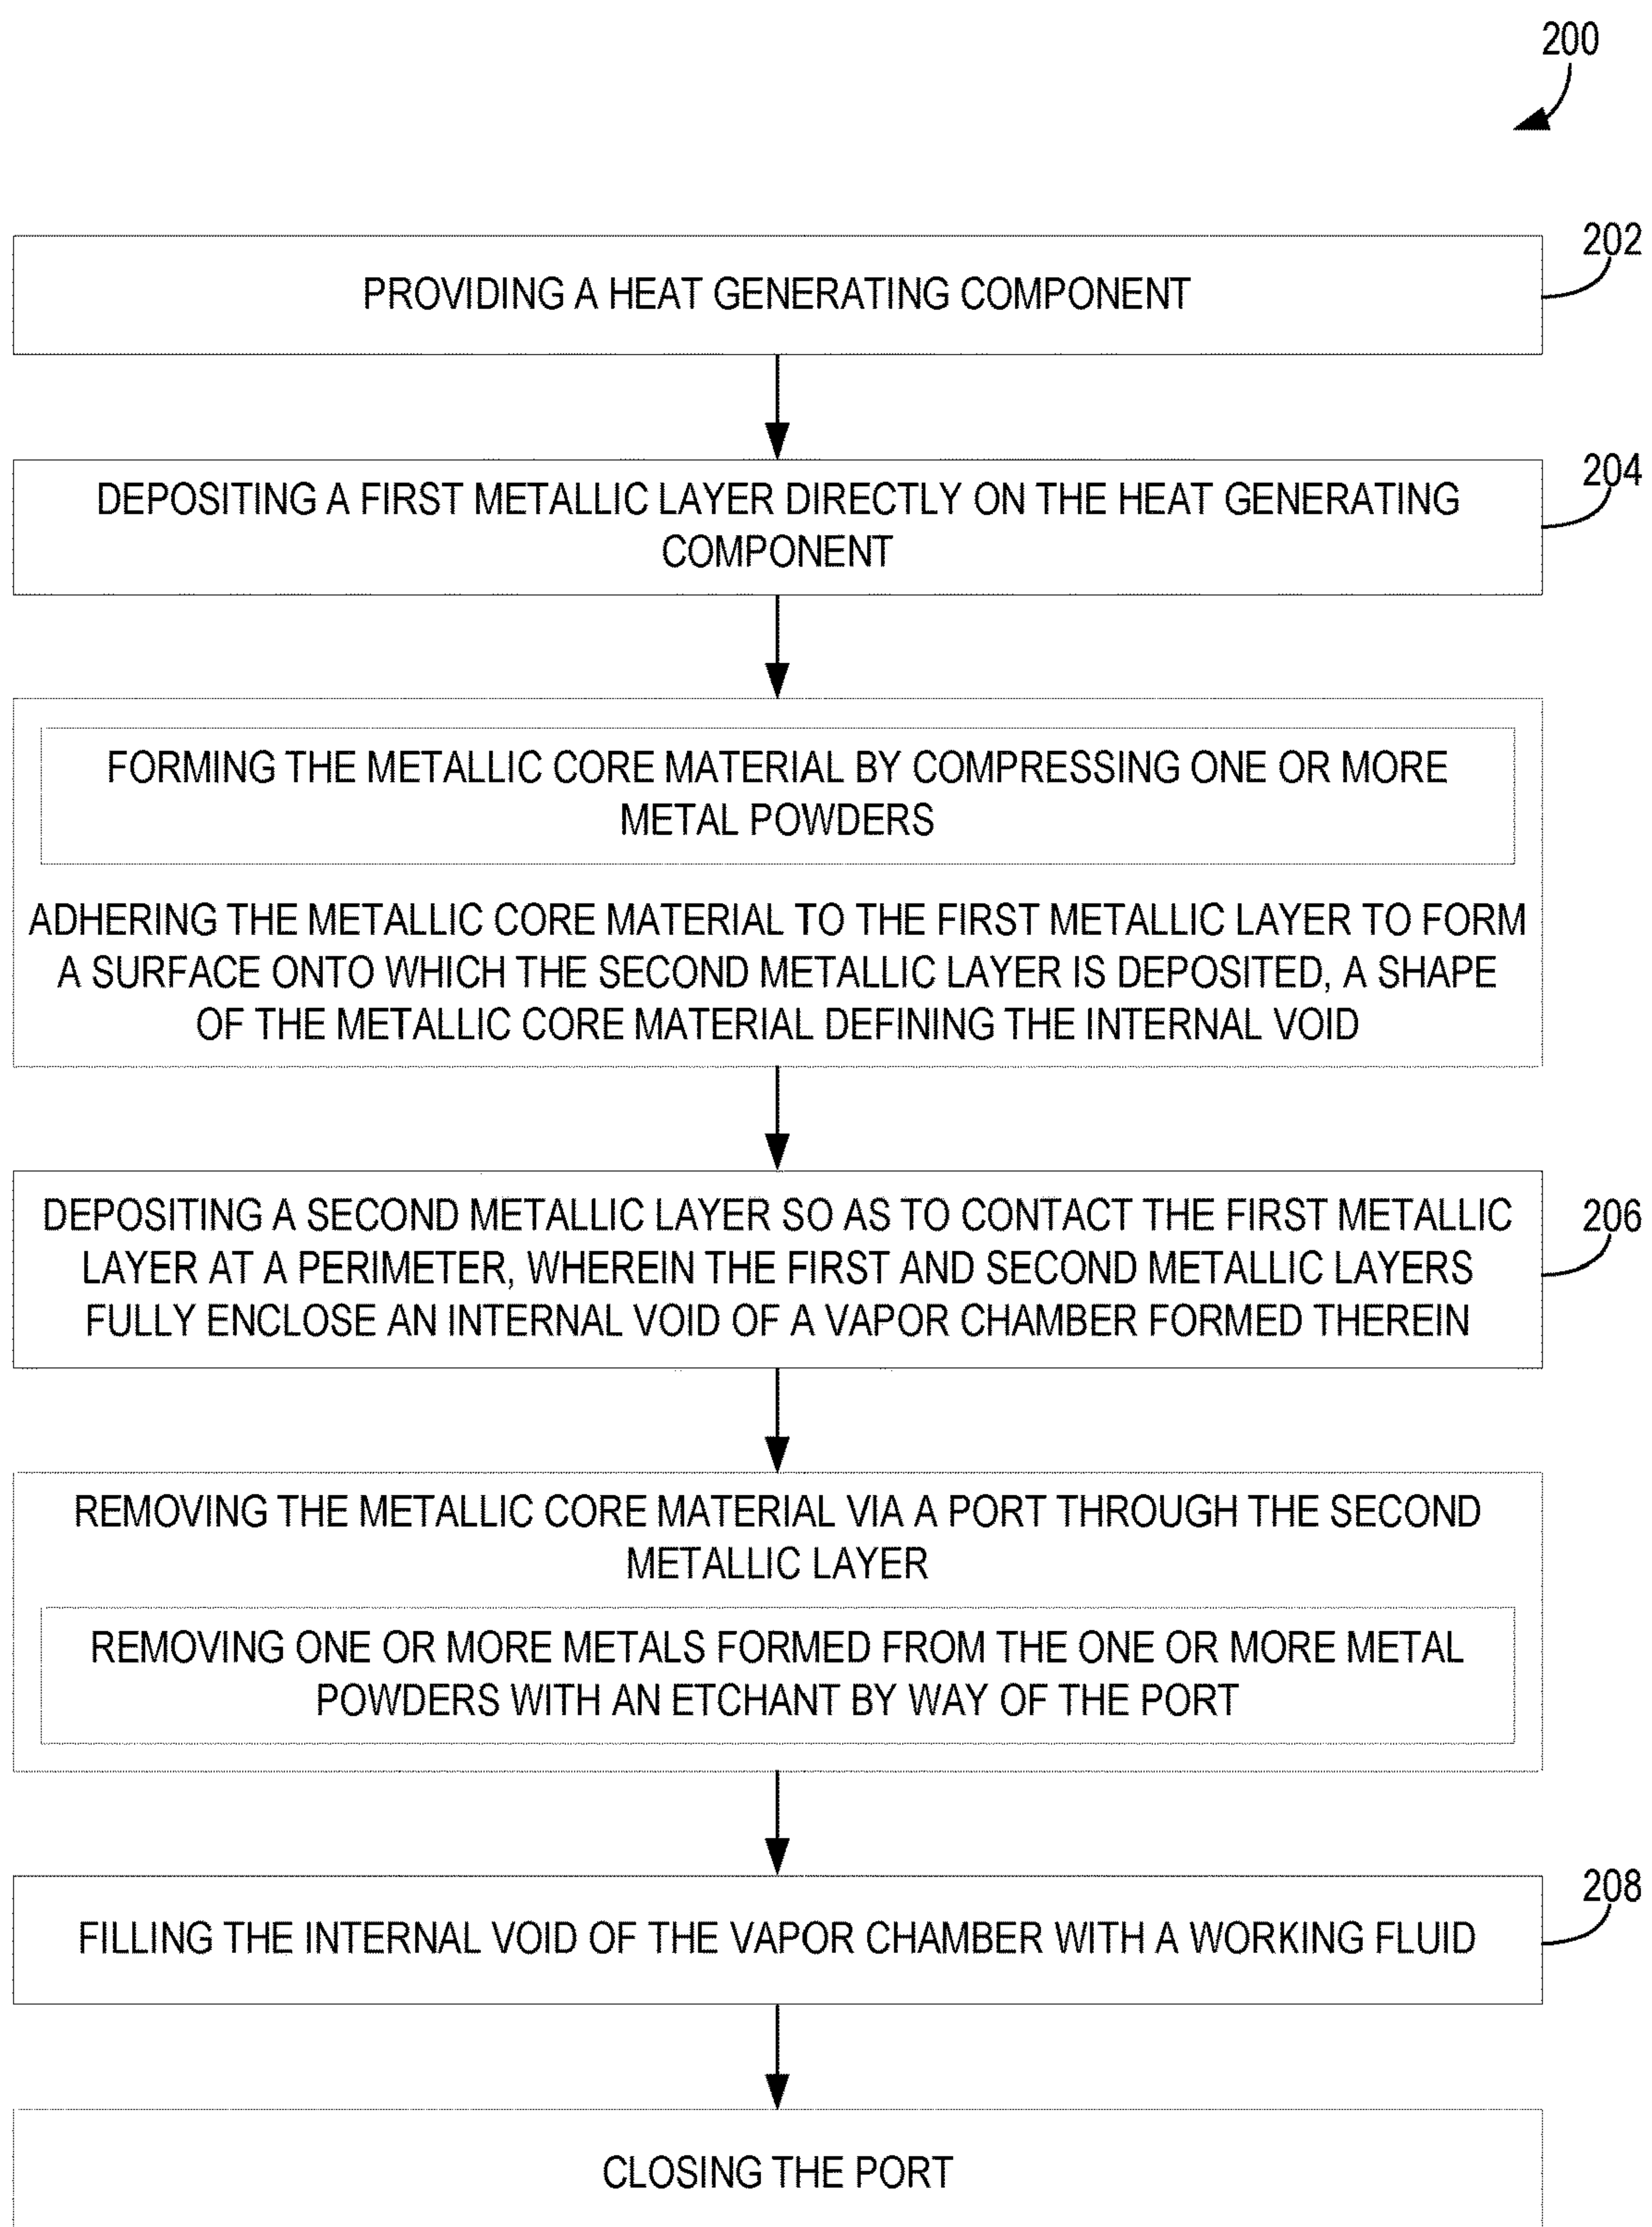 200
202
PROVIDING A HEAT GENERATING COMPONENT
204
DEPOSITING A FIRST METALLIC LAYER DIRECTLY ON THE HEAT GENERATING
COMPONENT
FORMING THE METALLIC CORE MATERIAL BY COMPRESSING ONE OR MORE
METAL POWDERS
ADHERING THE METALLIC CORE MATERIAL TO THE FIRST METALLIC LAYER TO FORM
A SURFACE ONTO WHICH THE SECOND METALLIC LAYER IS DEPOSITED, A SHAPE
OF THE METALLIC CORE MATERIAL DEFINING THE INTERNAL VOID
DEPOSITING A SECOND METALLIC LAYER SO AS TO CONTACT THE FIRST METALLIC
206
LAYER AT A PERIMETER, WHEREIN THE FIRST AND SECOND METALLIC LAYERS
FULLY ENCLOSE AN INTERNAL VOID OF A VAPOR CHAMBER FORMED THEREIN
REMOVING THE METALLIC CORE MATERIAL VIA A PORT THROUGH THE SECOND
METALLIC LAYER
REMOVING ONE OR MORE METALS FORMED FROM THE ONE OR MORE METAL
POWDERS WITH AN ETCHANT BY WAY OF THE PORT
208
FILLING THE INTERNAL VOID OF THE VAPOR CHAMBER WITH A WORKING FLUID
CLOSING THE PORT